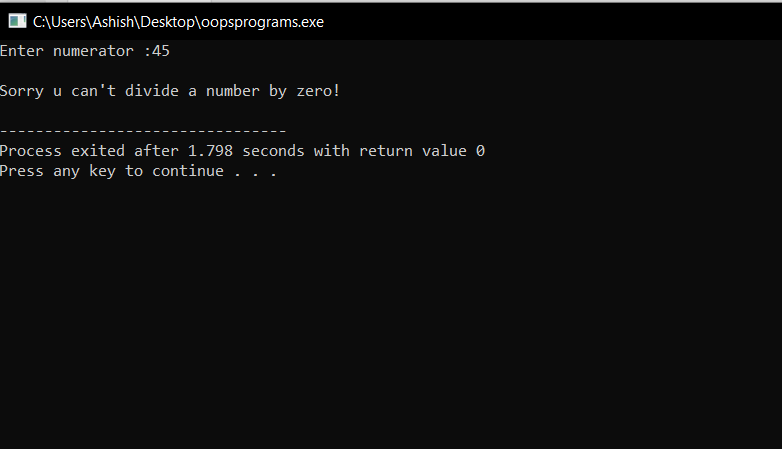 C:\Users\Ashish\Desktop\oopsprograms.exe
Enter numerator :45
Sorry u can't divide a number by zero!
--------------------------------
Process exited after 1.798 seconds with return value 0
Press any key to continue . . .